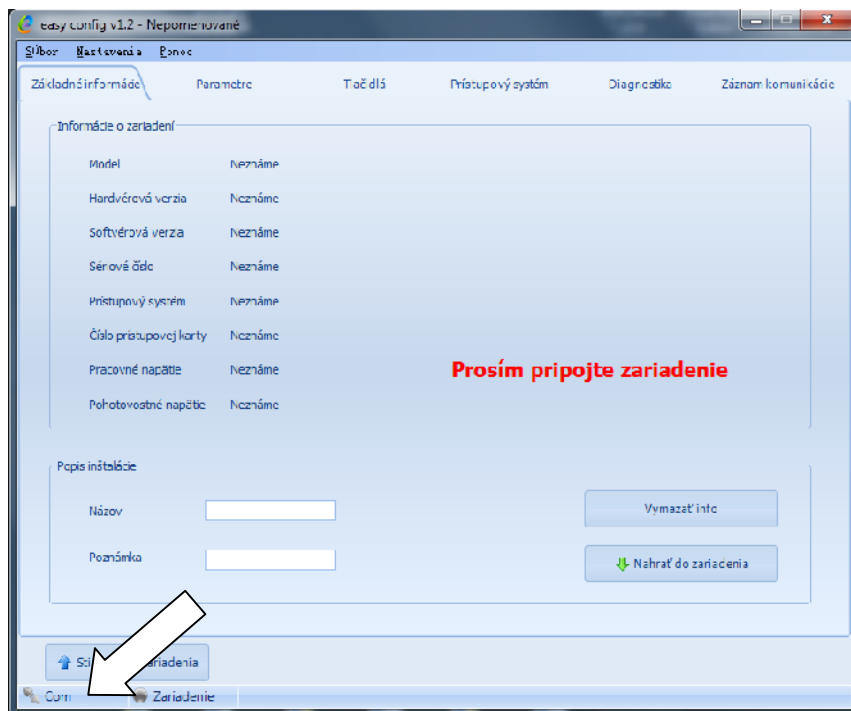 easy config v1.2 - Nepomenované
Súbor Nastavenia Pomoc
Základné informácie Parametre Tlačidlá Prístupový systém Diagnostika Záznam komunikácie
Informácie o zariadení
Model Neznáme
Hardvérová verzia Neznáme
Softvérová verzia Neznáme
Sériové číslo Neznáme
Prístupový systém Neznáme
Číslo prístupovej karty Neznáme
Pracovné napätie Neznáme
Pohotovostné napätie Neznáme
Prosím pripojte zariadenie
Popis inštalácie
Názov Vymazať info
Poznámka Nahrať do zariadenia
Com Zariadenie